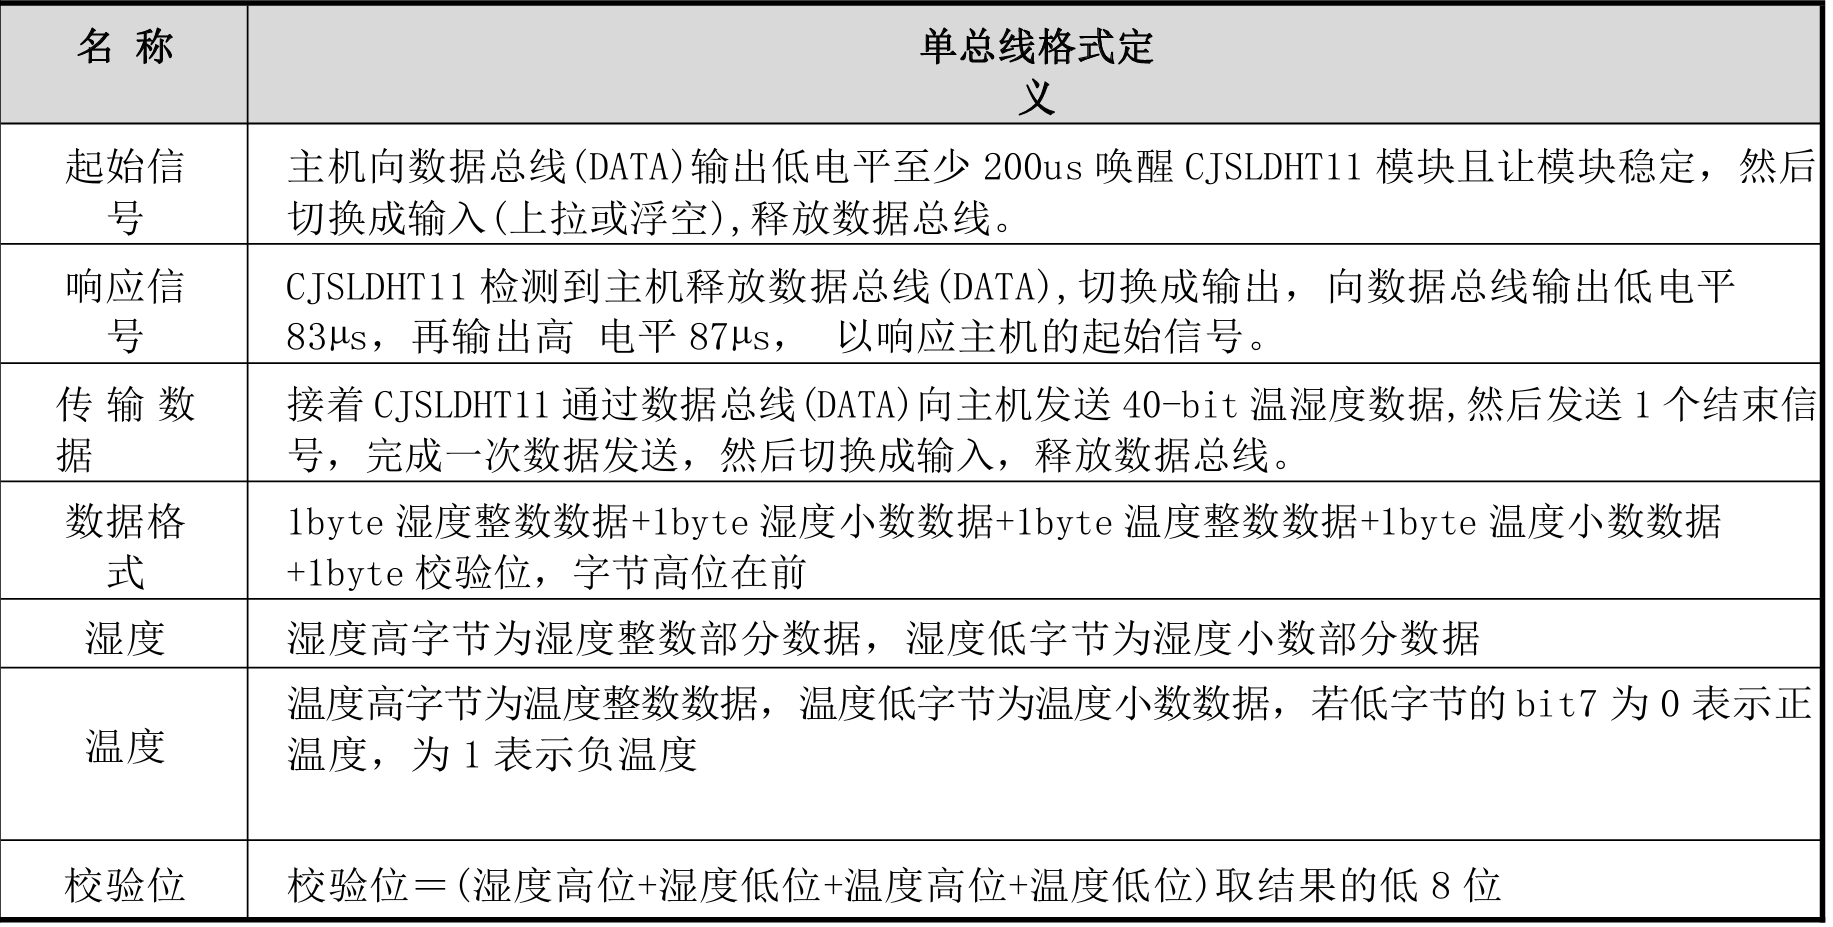 名 称
单总线格式定
义
起始信
号
主机向数据总线(DATA)输出低电平至少 200us 唤醒 CJSLDHT11 模块且让模块稳定，然后
切换成输入(上拉或浮空),释放数据总线。
响应信
号
CJSLDHT11 检测到主机释放数据总线(DATA),切换成输出，向数据总线输出低电平
83μs，再输出高 电平 87μs， 以响应主机的起始信号。
传 输 数
据
接着 CJSLDHT11 通过数据总线(DATA)向主机发送 40-bit 温湿度数据,然后发送 1 个结束信
号，完成一次数据发送，然后切换成输入，释放数据总线。
数据格
式
1byte 湿度整数数据+1byte 湿度小数数据+1byte 温度整数数据+1byte 温度小数数据
+1byte 校验位，字节高位在前
湿度
湿度高字节为湿度整数部分数据，湿度低字节为湿度小数部分数据
温度
温度高字节为温度整数数据，温度低字节为温度小数数据，若低字节的 bit7 为 0 表示正
温度，为 1 表示负温度
校验位
校验位＝(湿度高位+湿度低位+温度高位+温度低位)取结果的低 8 位